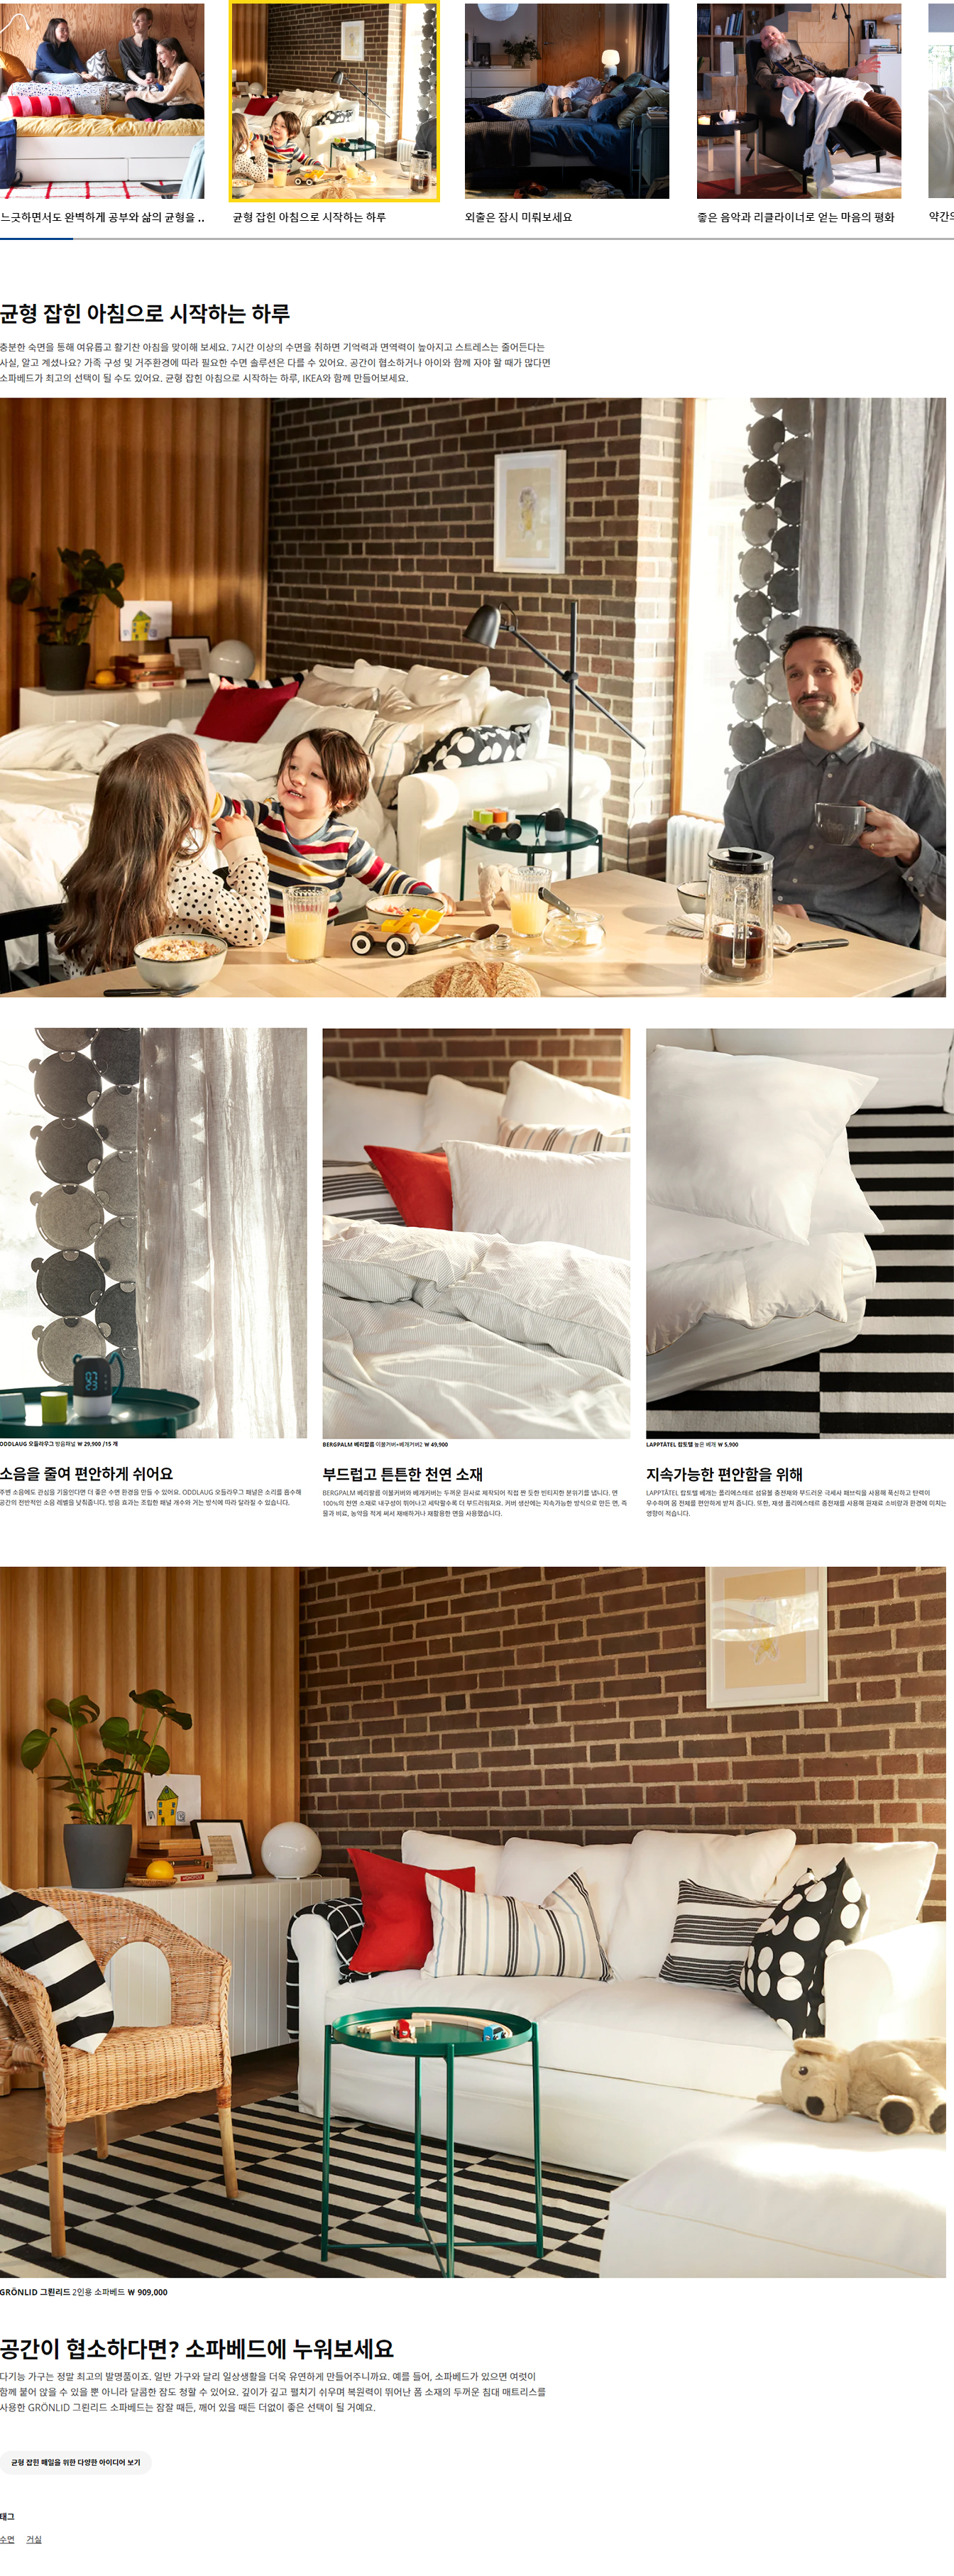 느긋하면서도 완벽하게 공부와 삶의 균형을 ..
균형 잡힌 아침으로 시작하는 하루
외출은 잠시 미뤄보세요
좋은 음악과 리클라이너로 얻는 마음의 평화
약간의
균형 잡힌 아침으로 시작하는 하루
충분한 숙면을 통해 여유롭고 활기찬 아침을 맞이해 보세요. 7시간 이상의 수면을 취하면 기억력과 면역력이 높아지고 스트레스는 줄어든다는
사실, 알고 계셨나요? 가족 구성 및 거주환경에 따라 필요한 수면 솔루션은 다를 수 있어요. 공간이 협소하거나 아이와 함께 자야 할 때가 많다면
소파베드가 최고의 선택이 될 수도 있어요. 균형 잡힌 아침으로 시작하는 하루, IKEA와 함께 만들어보세요.
ODDLAUG 오들라우그 방음패널 ₩ 29,900 /15 개
소음을 줄여 편안하게 쉬어요
주변 소음에도 관심을 기울인다면 더 좋은 수면 환경을 만들 수 있어요. ODDLAUG 오들라우그 패널은 소리를 흡수해
공간의 전반적인 소음 레벨을 낮춰줍니다. 방음 효과는 조립한 패널 개수와 거는 방식에 따라 달라질 수 있습니다.
BERGPALM 베리팔름 이불커버+베개커버2 ₩ 49,900
부드럽고 튼튼한 천연 소재
BERGPALM 베리팔름 이불커버와 베개커버는 두꺼운 원사로 제작되어 직접 짠 듯한 빈티지한 분위기를 냅니다. 면
100%의 천연 소재로 내구성이 뛰어나고 세탁할수록 더 부드러워져요. 커버 생산에는 지속가능한 방식으로 만든 면, 즉
물과 비료, 농약을 적게 써서 재배하거나 재활용한 면을 사용했습니다.
LAPPTÅTEL 랍토텔 높은 베개 ₩ 5,900
지속가능한 편안함을 위해
LAPPTÅTEL 랍토텔 베개는 폴리에스테르 섬유볼 충전재와 부드러운 극세사 패브릭을 사용해 푹신하고 탄력이
우수하며 몸 전체를 편안하게 받쳐 줍니다. 또한, 재생 폴리에스테르 충전재를 사용해 원재료 소비량과 환경에 미치는
영향이 적습니다.
GRÖNLID 그뢴리드 2인용 소파베드 ₩ 909,000
공간이 협소하다면? 소파베드에 누워보세요
다기능 가구는 정말 최고의 발명품이죠. 일반 가구와 달리 일상생활을 더욱 유연하게 만들어주니까요. 예를 들어, 소파베드가 있으면 여럿이
함께 붙어 앉을 수 있을 뿐 아니라 달콤한 잠도 청할 수 있어요. 깊이가 깊고 펼치기 쉬우며 복원력이 뛰어난 폼 소재의 두꺼운 침대 매트리스를
사용한 GRÖNLID 그뢴리드 소파베드는 잠잘 때든, 깨어 있을 때든 더없이 좋은 선택이 될 거예요.
균형 잡힌 매일을 위한 다양한 아이디어 보기
태그
수면 거실